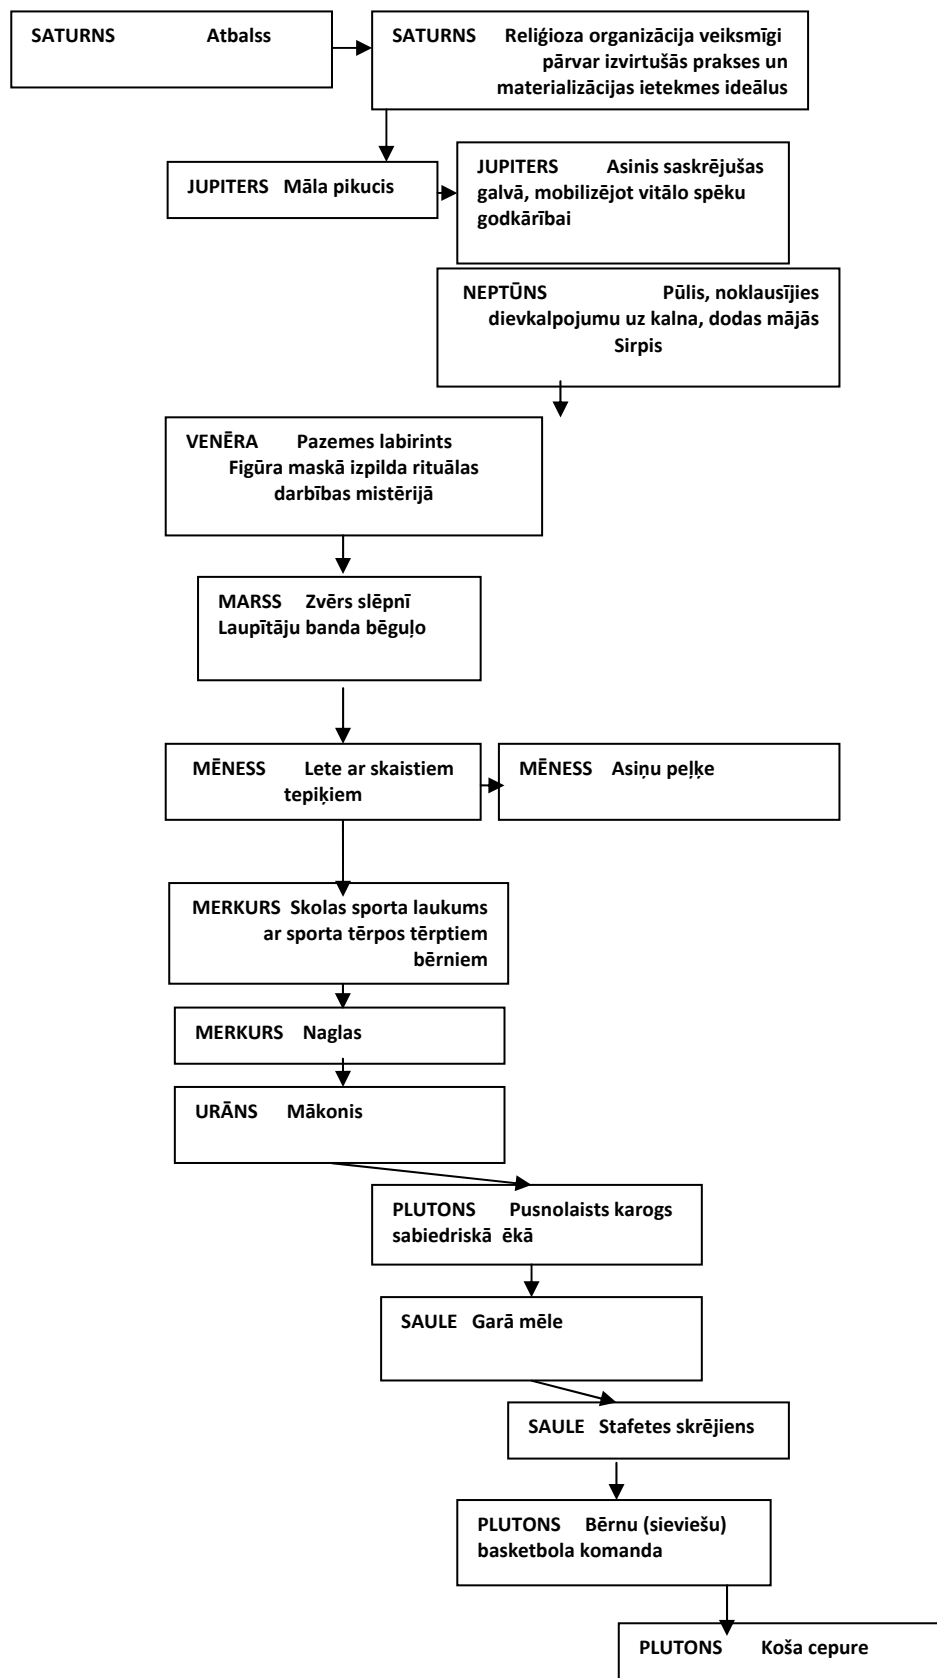 SATURNS Atbalss
SATURNS Reliģioza organizācija veiksmīgi
pārvar izvirtušās prakses un
materializācijas ietekmes ideālus
JUPITERS Māla pikucis
JUPITERS Asinis saskrējušas
galvā, mobilizējot vitālo spēku
godkārībai
NEPTŪNS Pūlis, noklausījies
dievkalpojumu uz kalna, dodas mājās
Sirpis
VENĒRA Pazemes labirints
Figūra maskā izpilda rituālas
darbības mistērijā
MARSS Zvērs slēpnī
Laupītāju banda bēguļo
MĒNESS Lete ar skaistiem
tepiķiem
MĒNESS Asiņu peļķe
MERKURS Skolas sporta laukums
ar sporta tērpos tērptiem
bērniem
MERKURS Naglas
URĀNS Mākonis
PLUTONS Pusnolaists karogs
sabiedriskā ēkā
SAULE Garā mēle
SAULE Stafetes skrējiens
PLUTONS Bērnu (sieviešu)
basketbola komanda
PLUTONS Koša cepure